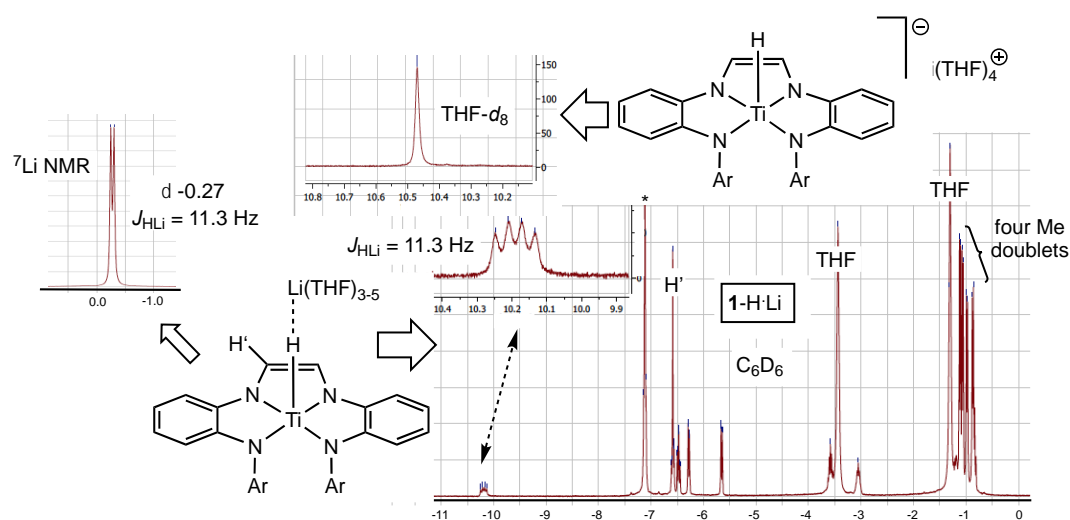 H
⊖
i(THF)4 ⊕
N N
Ti
N N
Ar Ar
150
100
50
0
THF-d8
10.8 10.7 10.6 10.5 10.4 10.3 10.2
7Li NMR
d -0.27
JHLi = 11.3 Hz
0.0 -1.0
*
JHLi = 11.3 Hz
0
10.4 10.3 10.2 10.1 10.0 9.9
H'
THF
THF
four Me
doublets
1-H·Li
C6D6
Li(THF)3-5
H' H
N N
Ti
N N
Ar Ar
-11 -10 -9 -8 -7 -6 -5 -4 -3 -2 -1 0